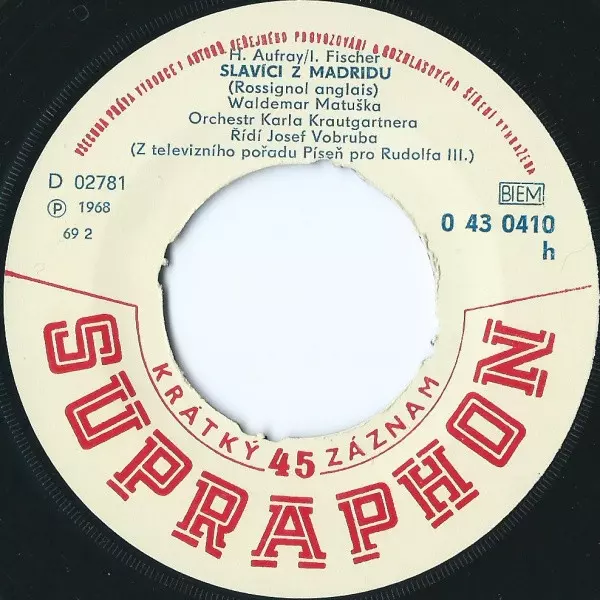 VŠECHNA PRÁVA VÝROBCE I AUTORŮ VEŘEJNÉHO PROVOZOVÁNÍ A ROZHLASOVÉHO ŠÍŘENÍ VYHRAZENA
H. Aufray/I. Fischer
SLAVÍCI Z MADRIDU
(Rossignol anglais)
Waldemar Matuška
Orchestr Karla Krautgartnera
Řídí Josef Vobruba
(Z televizního pořadu Píseň pro Rudolfa III.)
D 02781
Ⓟ 1968
69 2
BIEM
0 43 0410
h
KRÁTKÝ 45 ZÁZNAM
SUPRAPHON